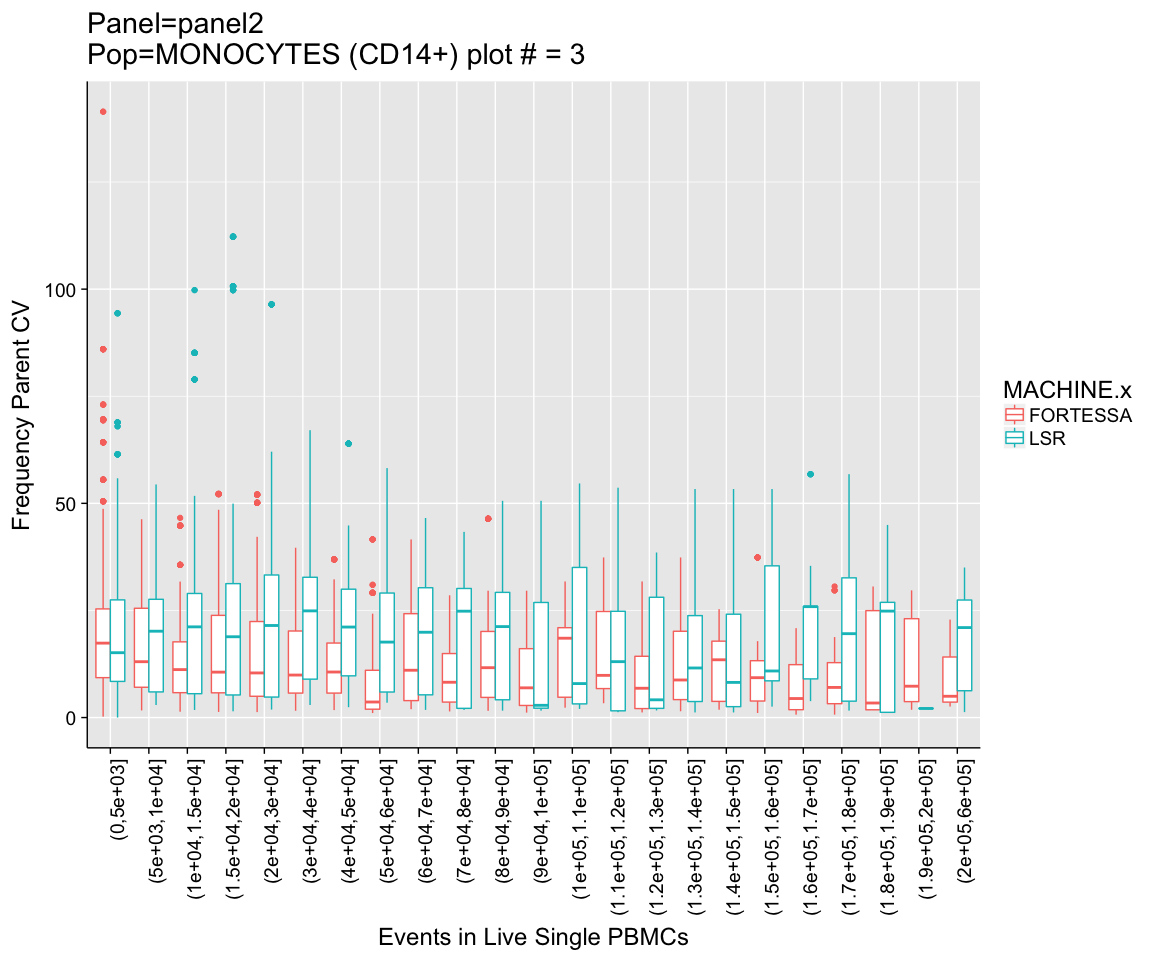 Panel=panel2
Pop=MONOCYTES (CD14+) plot # = 3
Frequency Parent CV
100
50
0
(0,5e+03]
(5e+03,1e+04]
(1e+04,1.5e+04]
(1.5e+04,2e+04]
(2e+04,3e+04]
(3e+04,4e+04]
(4e+04,5e+04]
(5e+04,6e+04]
(6e+04,7e+04]
(7e+04,8e+04]
(8e+04,9e+04]
(9e+04,1e+05]
(1e+05,1.1e+05]
(1.1e+05,1.2e+05]
(1.2e+05,1.3e+05]
(1.3e+05,1.4e+05]
(1.4e+05,1.5e+05]
(1.5e+05,1.6e+05]
(1.6e+05,1.7e+05]
(1.7e+05,1.8e+05]
(1.8e+05,1.9e+05]
(1.9e+05,2e+05]
(2e+05,6e+05]
Events in Live Single PBMCs
MACHINE.x
FORTESSA
LSR